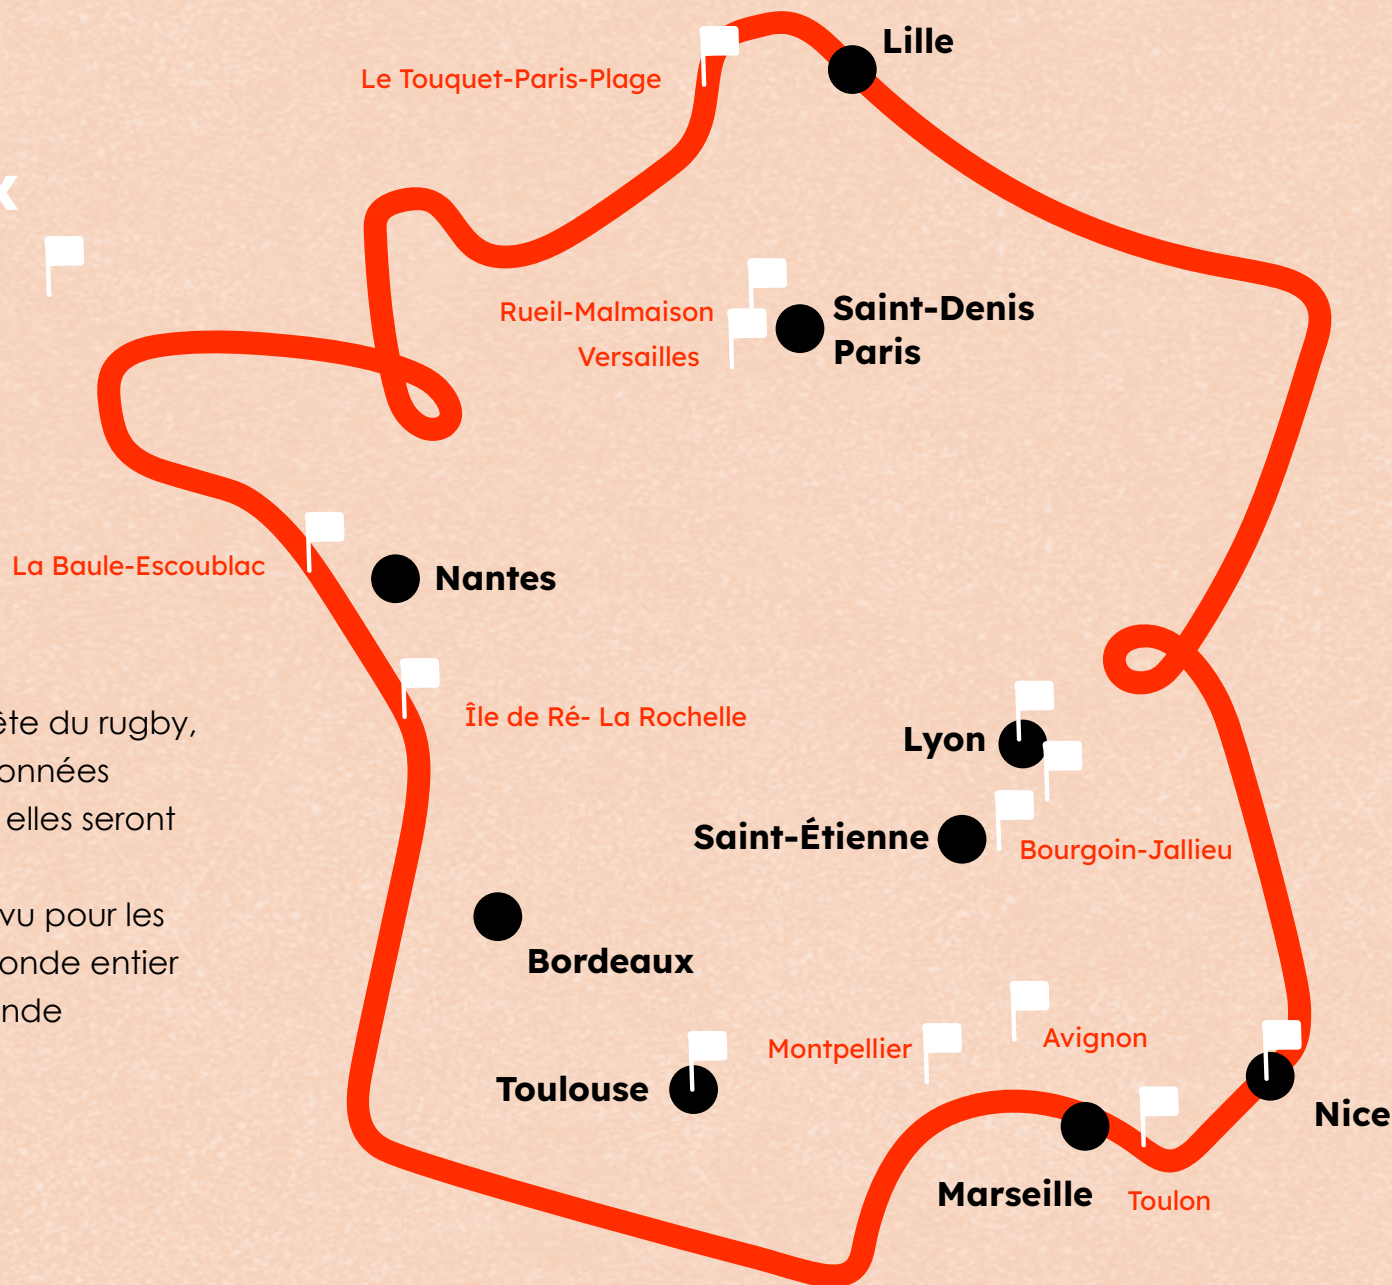 Lille
Le Touquet-Paris-Plage
x
Rueil-Malmaison
Versailles
Saint-Denis
Paris
La Baule-Escoublac
Nantes
Île de Ré- La Rochelle
ête du rugby,
onnées
elles seront
vu pour les
onde entier
nde
Lyon
Saint-Étienne
Bourgoin-Jallieu
Bordeaux
Toulouse
Montpellier
Avignon
Nice
Marseille
Toulon